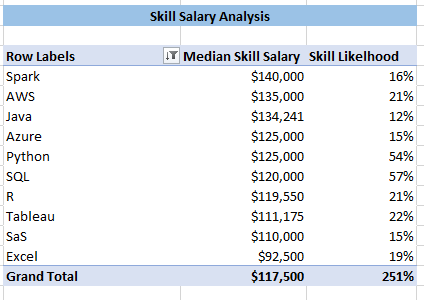 Skill Salary Analysis
Row Labels Median Skill Salary Skill Likelhood
Spark $140,000 16%
AWS $135,000 21%
Java $134,241 12%
Azure $125,000 15%
Python $125,000 54%
SQL $120,000 57%
R $119,550 21%
Tableau $111,175 22%
SaS $110,000 15%
Excel $92,500 19%
Grand Total $117,500 251%